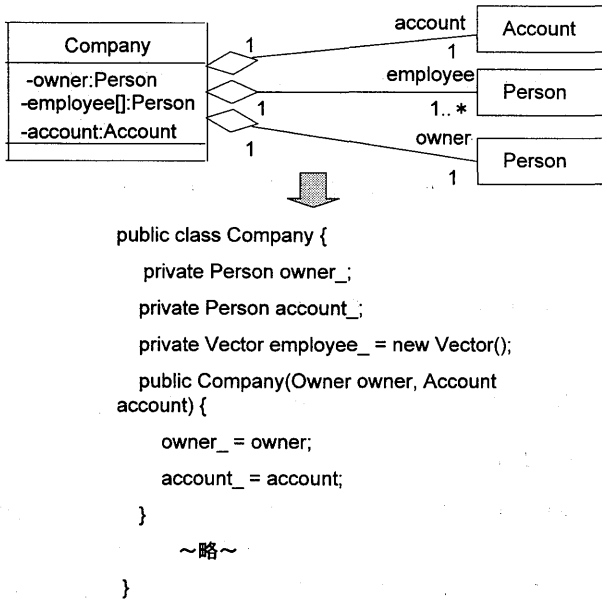 Company
-owner:Person
-employee[]:Person
-account:Account
1
account
1
Account
1
employee
1..*
Person
1
owner
1
Person
public class Company {
private Person owner_;
private Person account_;
private Vector employee_ = new Vector();
public Company(Owner owner, Account
account) {
owner_ = owner;
account_ = account;
}
～略～
}